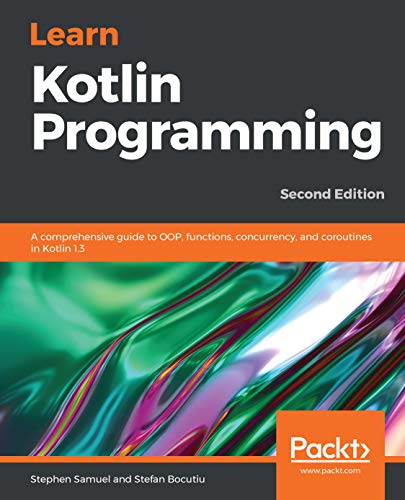 Learn
Kotlin
Programming
Second Edition
A comprehensive guide to OOP, functions, concurrency, and coroutines
in Kotlin 1.3
Packt>
www.packt.com
Stephen Samuel and Stefan Bocutiu